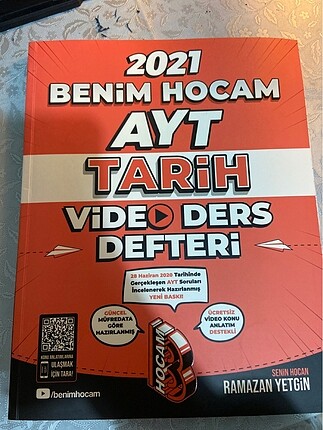 2021
BENİM HOCAM
AYT
TARİH
VİDEO DERS
DEFTERİ
28 Haziran 2020 Tarihinde
Gerçekleşen AYT Soruları
İncelenerek Hazırlanmış
YENİ BASKI!
GÜNCEL
MÜFREDATA
GÖRE
HAZIRLANMIŞ
ÜCRETSİZ
VİDEO KONU
ANLATIM
DESTEKLİ
KONU ANLATIMLARINA
ULAŞMAK
İÇİN TARA!
/benimhocam
HOCAM
SENİN HOCAN
RAMAZAN YETGİN